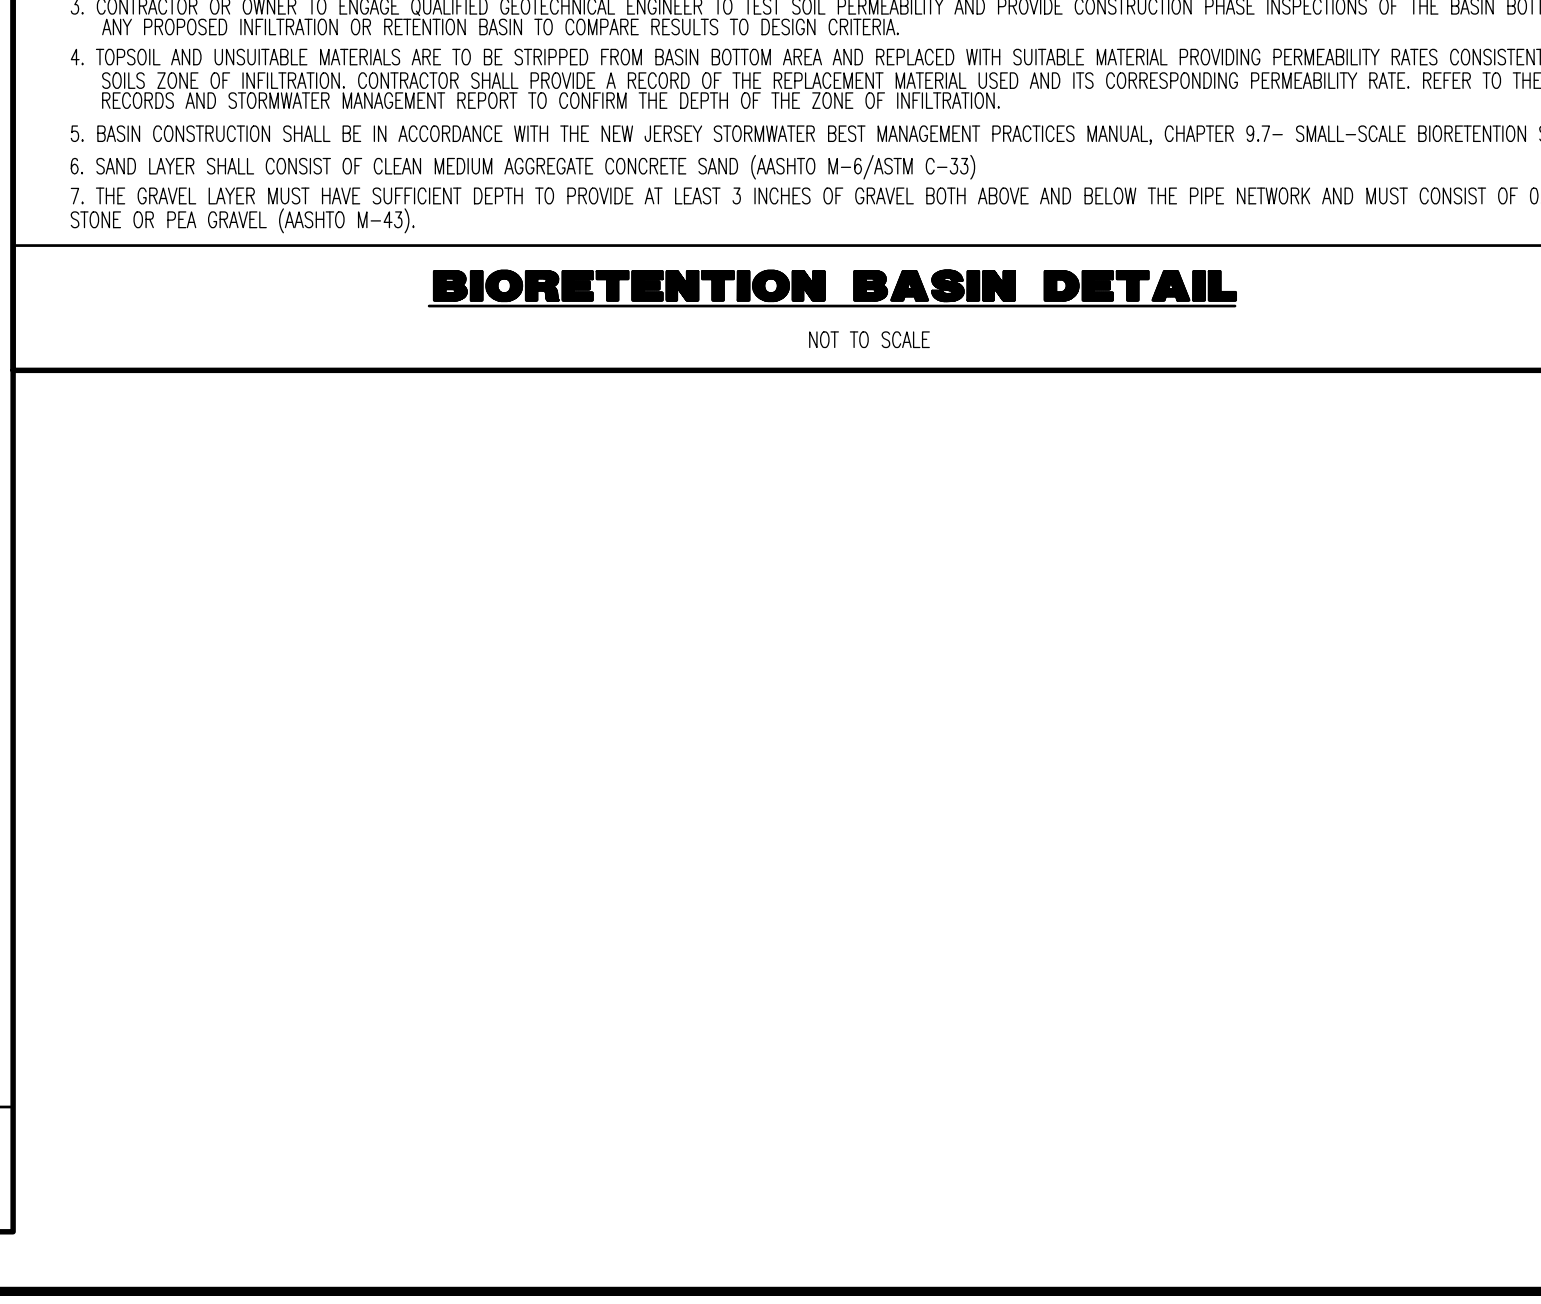 3. CONTRACTOR OR OWNER TO ENGAGE QUALIFIED GEOTECHNICAL ENGINEER TO TEST SOIL PERMEABILITY AND PROVIDE CONSTRUCTION PHASE INSPECTIONS OF THE BASIN
ANY PROPOSED INFILTRATION OR RETENTION BASIN TO COMPARE RESULTS TO DESIGN CRITERIA.
4. TOPSOIL AND UNSUITABLE MATERIALS ARE TO BE STRIPPED FROM BASIN BOTTOM AREA AND REPLACED WITH SUITABLE MATERIAL PROVIDING PERMEABILITY RATES CONSISTENT
SOILS ZONE OF INFILTRATION. CONTRACTOR SHALL PROVIDE A RECORD OF THE REPLACEMENT MATERIAL USED AND ITS CORRESPONDING PERMEABILITY RATE. REFER TO THE
RECORDS AND STORMWATER MANAGEMENT REPORT TO CONFIRM THE DEPTH OF THE ZONE OF INFILTRATION.
5. BASIN CONSTRUCTION SHALL BE IN ACCORDANCE WITH THE NEW JERSEY STORMWATER BEST MANAGEMENT PRACTICES MANUAL, CHAPTER 9.7- SMALL-SCALE BIORETENTION
6. SAND LAYER SHALL CONSIST OF CLEAN MEDIUM AGGREGATE CONCRETE SAND (AASHTO M-6/ASTM C-33)
7. THE GRAVEL LAYER MUST HAVE SUFFICIENT DEPTH TO PROVIDE AT LEAST 3 INCHES OF GRAVEL BOTH ABOVE AND BELOW THE PIPE NETWORK AND MUST CONSIST OF
STONE OR PEA GRAVEL (AASHTO M-43).
BIORETENTION BASIN DETAIL
NOT TO SCALE